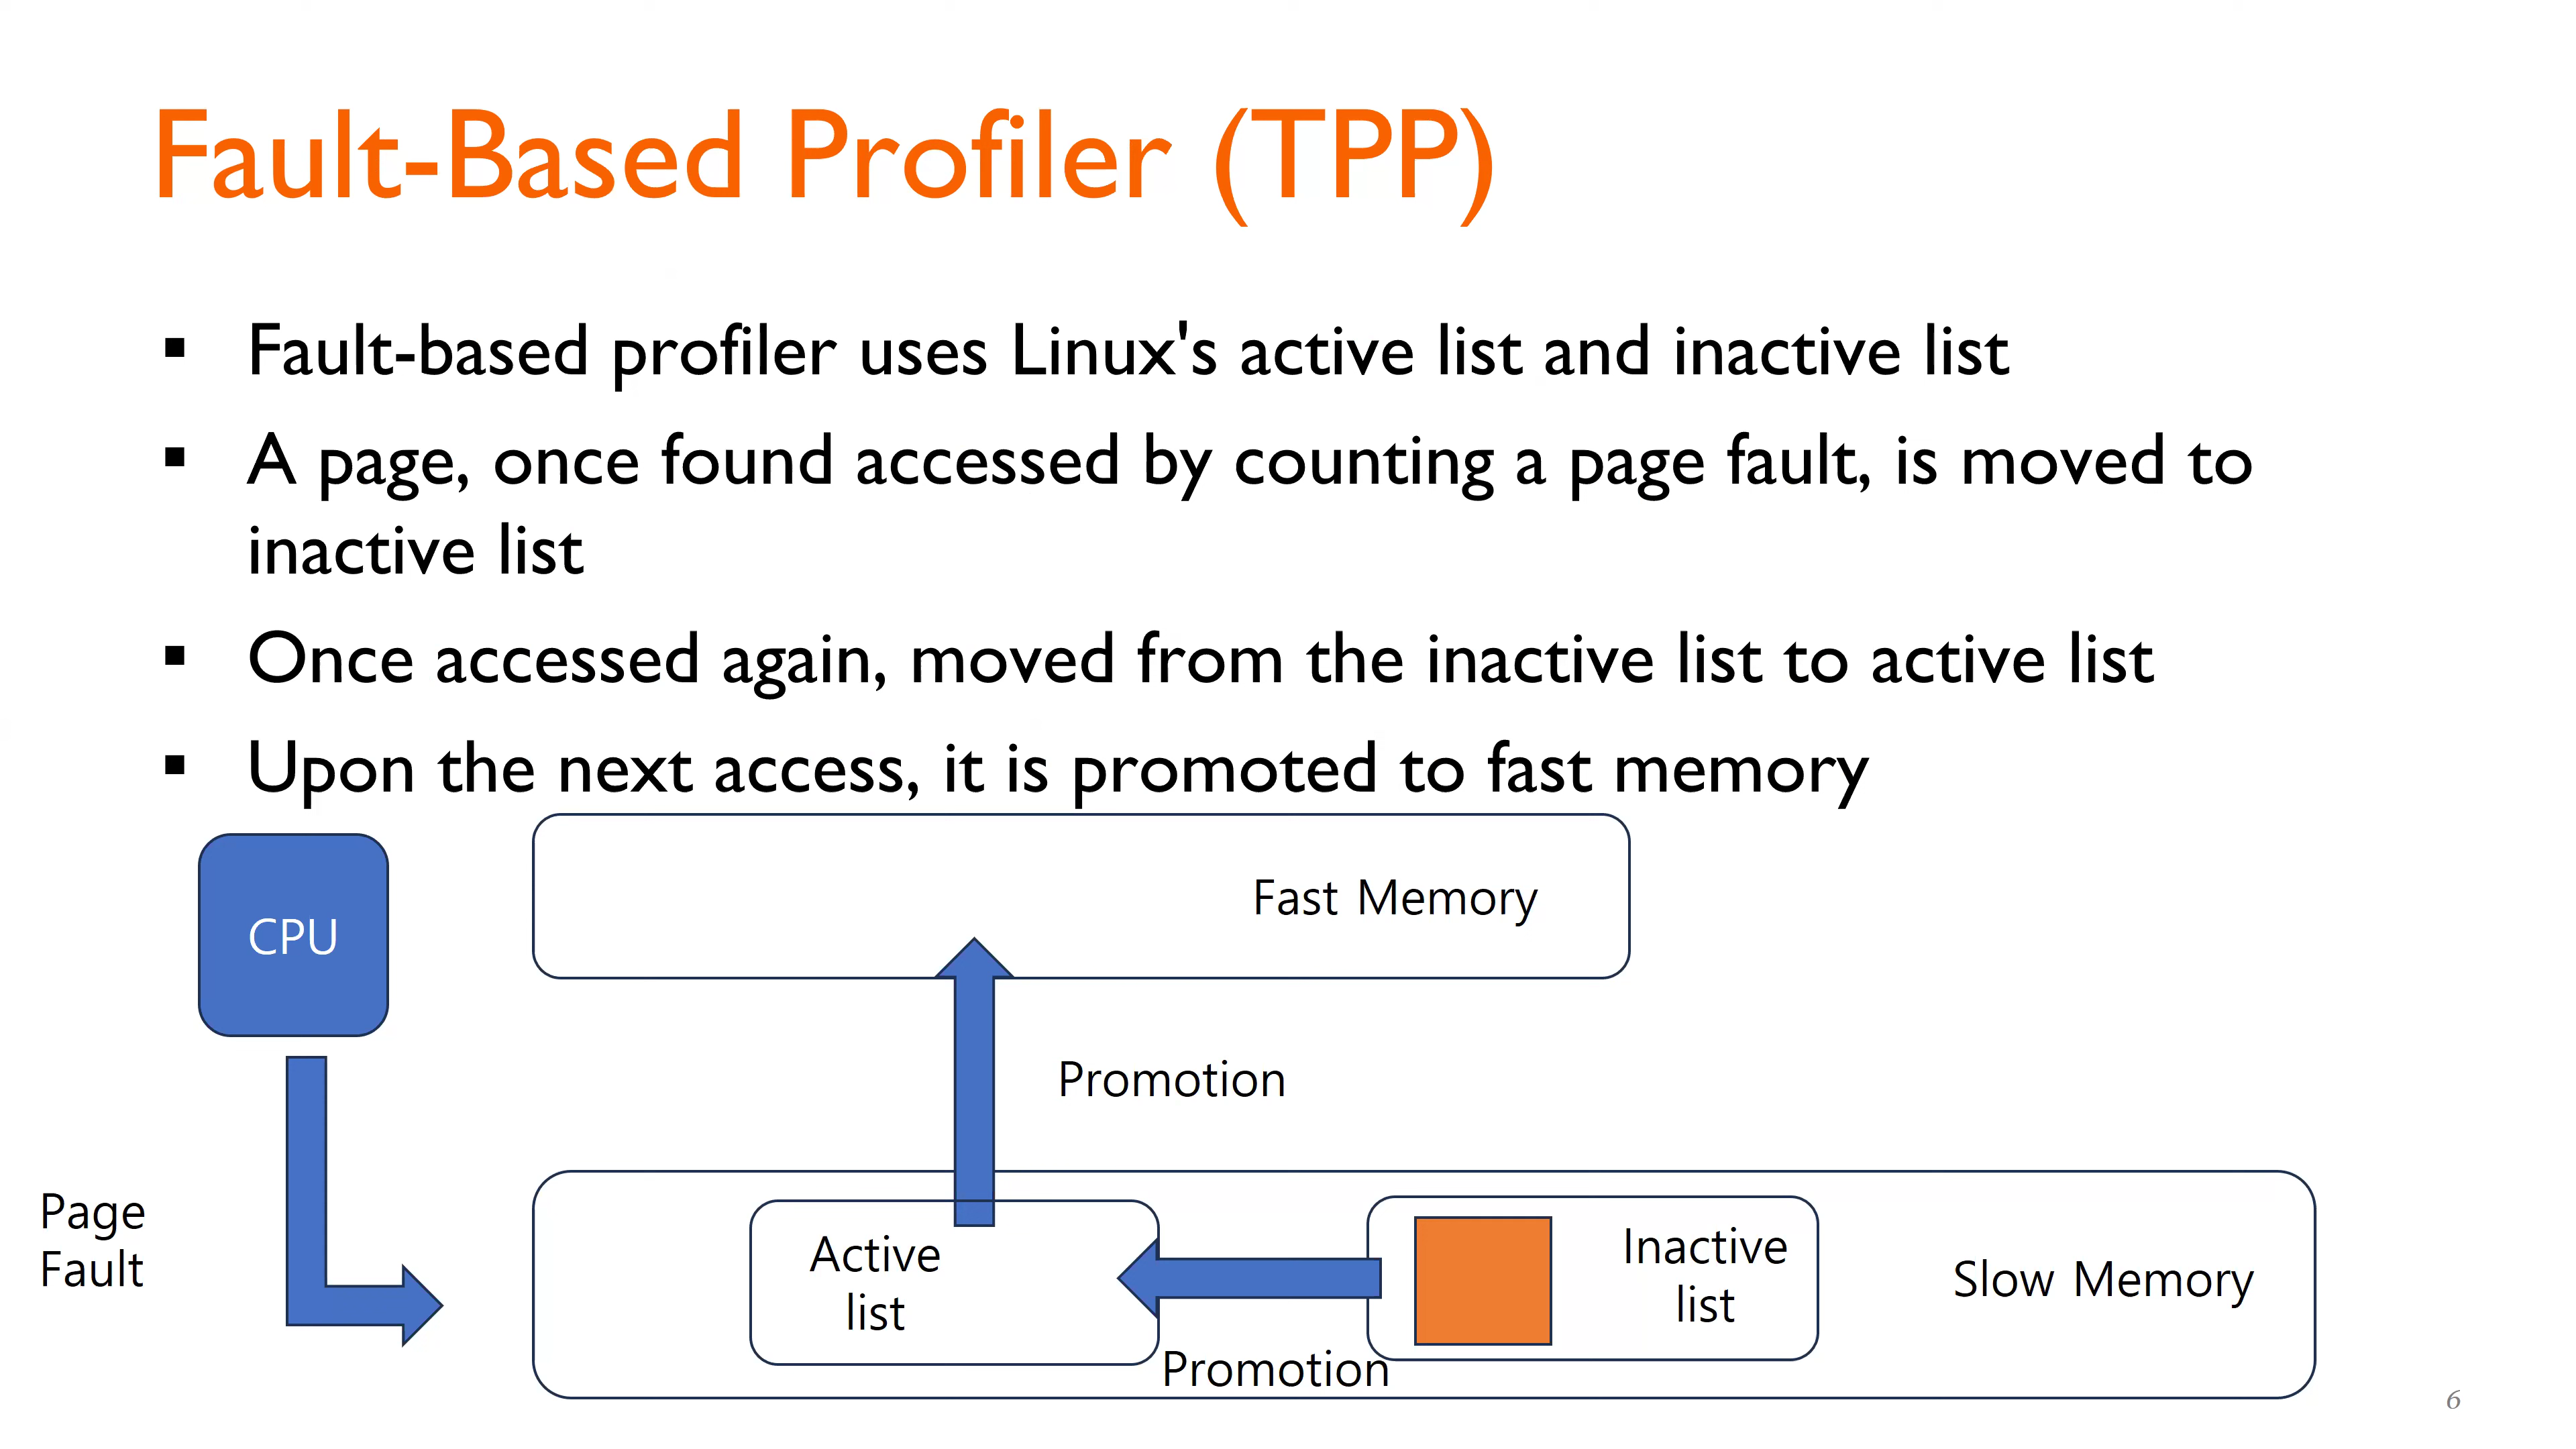 Fault-Based Profiler (TPP)
▪ Fault-based profiler uses Linux's active list and inactive list
▪ A page, once found accessed by counting a page fault, is moved to
inactive list
▪ Once accessed again, moved from the inactive list to active list
▪ Upon the next access, it is promoted to fast memory
CPU
Fast Memory
Promotion
Page
Fault
Active
list
Promotion
Inactive
list
Slow Memory
6